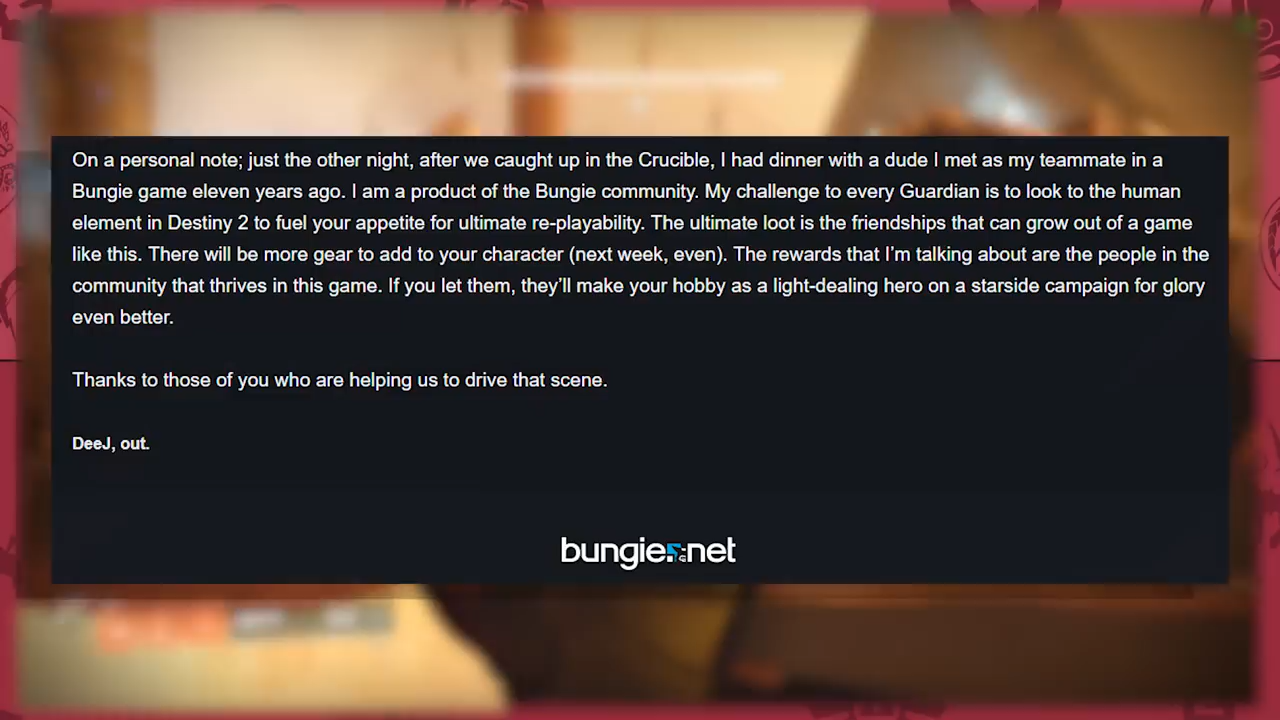 On a personal note; just the other night, after we caught up in the Crucible, I had dinner with a dude I met as my teammate in a
Bungie game eleven years ago. I am a product of the Bungie community. My challenge to every Guardian is to look to the human
element in Destiny 2 to fuel your appetite for ultimate re-playability. The ultimate loot is the friendships that can grow out of a game
like this. There will be more gear to add to your character (next week, even). The rewards that I’m talking about are the people in the
community that thrives in this game. If you let them, they’ll make your hobby as a light-dealing hero on a starside campaign for glory
even better.
Thanks to those of you who are helping us to drive that scene.
DeeJ, out.
bungie.net